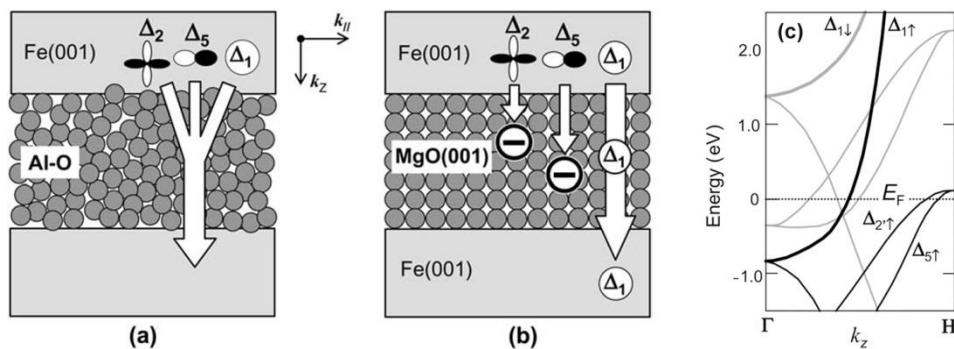 Δ2 Δ5 Δ1
Fe(001)
Al-O
(a)
k//
kz
Δ2 Δ5 Δ1
Fe(001)
MgO(001)
Δ1
Fe(001)
Δ1
(b)
(c)
Δ1↓ Δ1↑
2.0
1.0
0
-1.0
Energy (eV)
EF
Δ2'↑
Δ5↑
Γ kz H